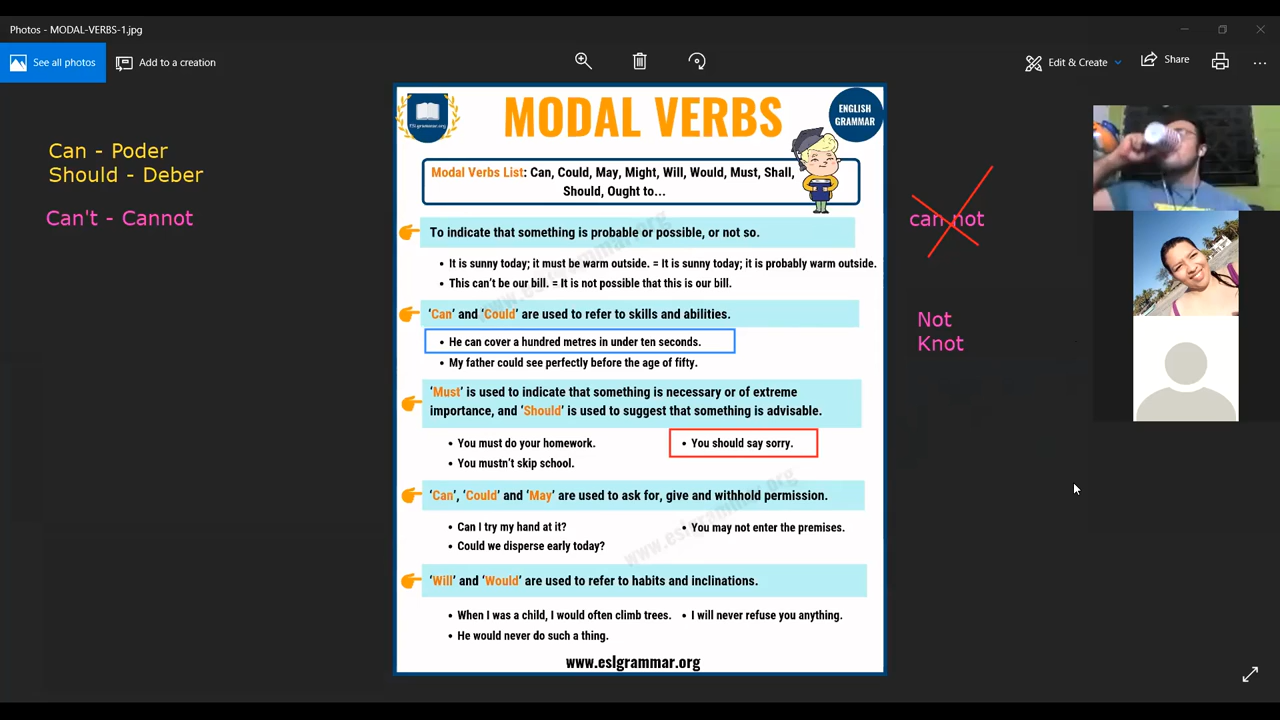 Photos - MODAL-VERBS-1.jpg
See all photos
Add to a creation
Edit & Create
Share
Can - Poder
Should - Deber
Can't - Cannot
ESLgrammar.org
MODAL VERBS
ENGLISH
GRAMMAR
Modal Verbs List: Can, Could, May, Might, Will, Would, Must, Shall,
Should, Ought to...
To indicate that something is probable or possible, or not so.
• It is sunny today; it must be warm outside. = It is sunny today; it is probably warm outside.
• This can't be our bill. = It is not possible that this is our bill.
'Can' and 'Could' are used to refer to skills and abilities.
• He can cover a hundred metres in under ten seconds.
• My father could see perfectly before the age of fifty.
'Must' is used to indicate that something is necessary or of extreme
importance, and 'Should' is used to suggest that something is advisable.
• You must do your homework.
• You should say sorry.
• You mustn't skip school.
'Can', 'Could' and 'May' are used to ask for, give and withhold permission.
• Can I try my hand at it?
• You may not enter the premises.
• Could we disperse early today?
'Will' and 'Would' are used to refer to habits and inclinations.
• When I was a child, I would often climb trees.
• I will never refuse you anything.
• He would never do such a thing.
www.eslgrammar.org
www.eslgrammar.org
www.eslgrammar.org
can not
Not
Knot